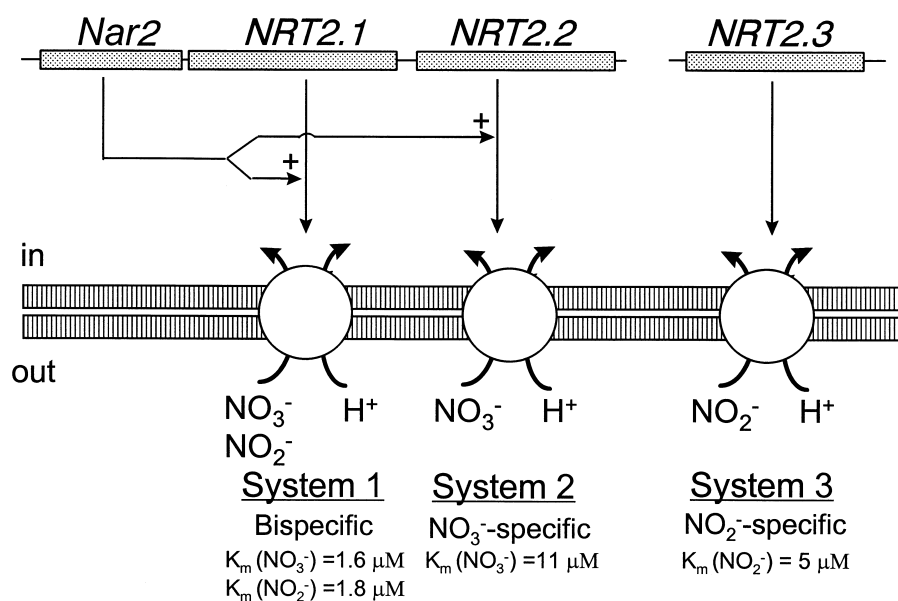 Nar2 NRT2.1 NRT2.2 NRT2.3
+
+
in
out
NO₃⁻ H⁺ NO₃⁻ H⁺ NO₂⁻ H⁺
NO₂⁻
System 1 System 2 System 3
Bispecific NO₃⁻-specific NO₂⁻-specific
Kₘ (NO₃⁻) =1.6 µM Kₘ (NO₃⁻) =11 µM Kₘ (NO₂⁻) = 5 µM
Kₘ (NO₂⁻) =1.8 µM